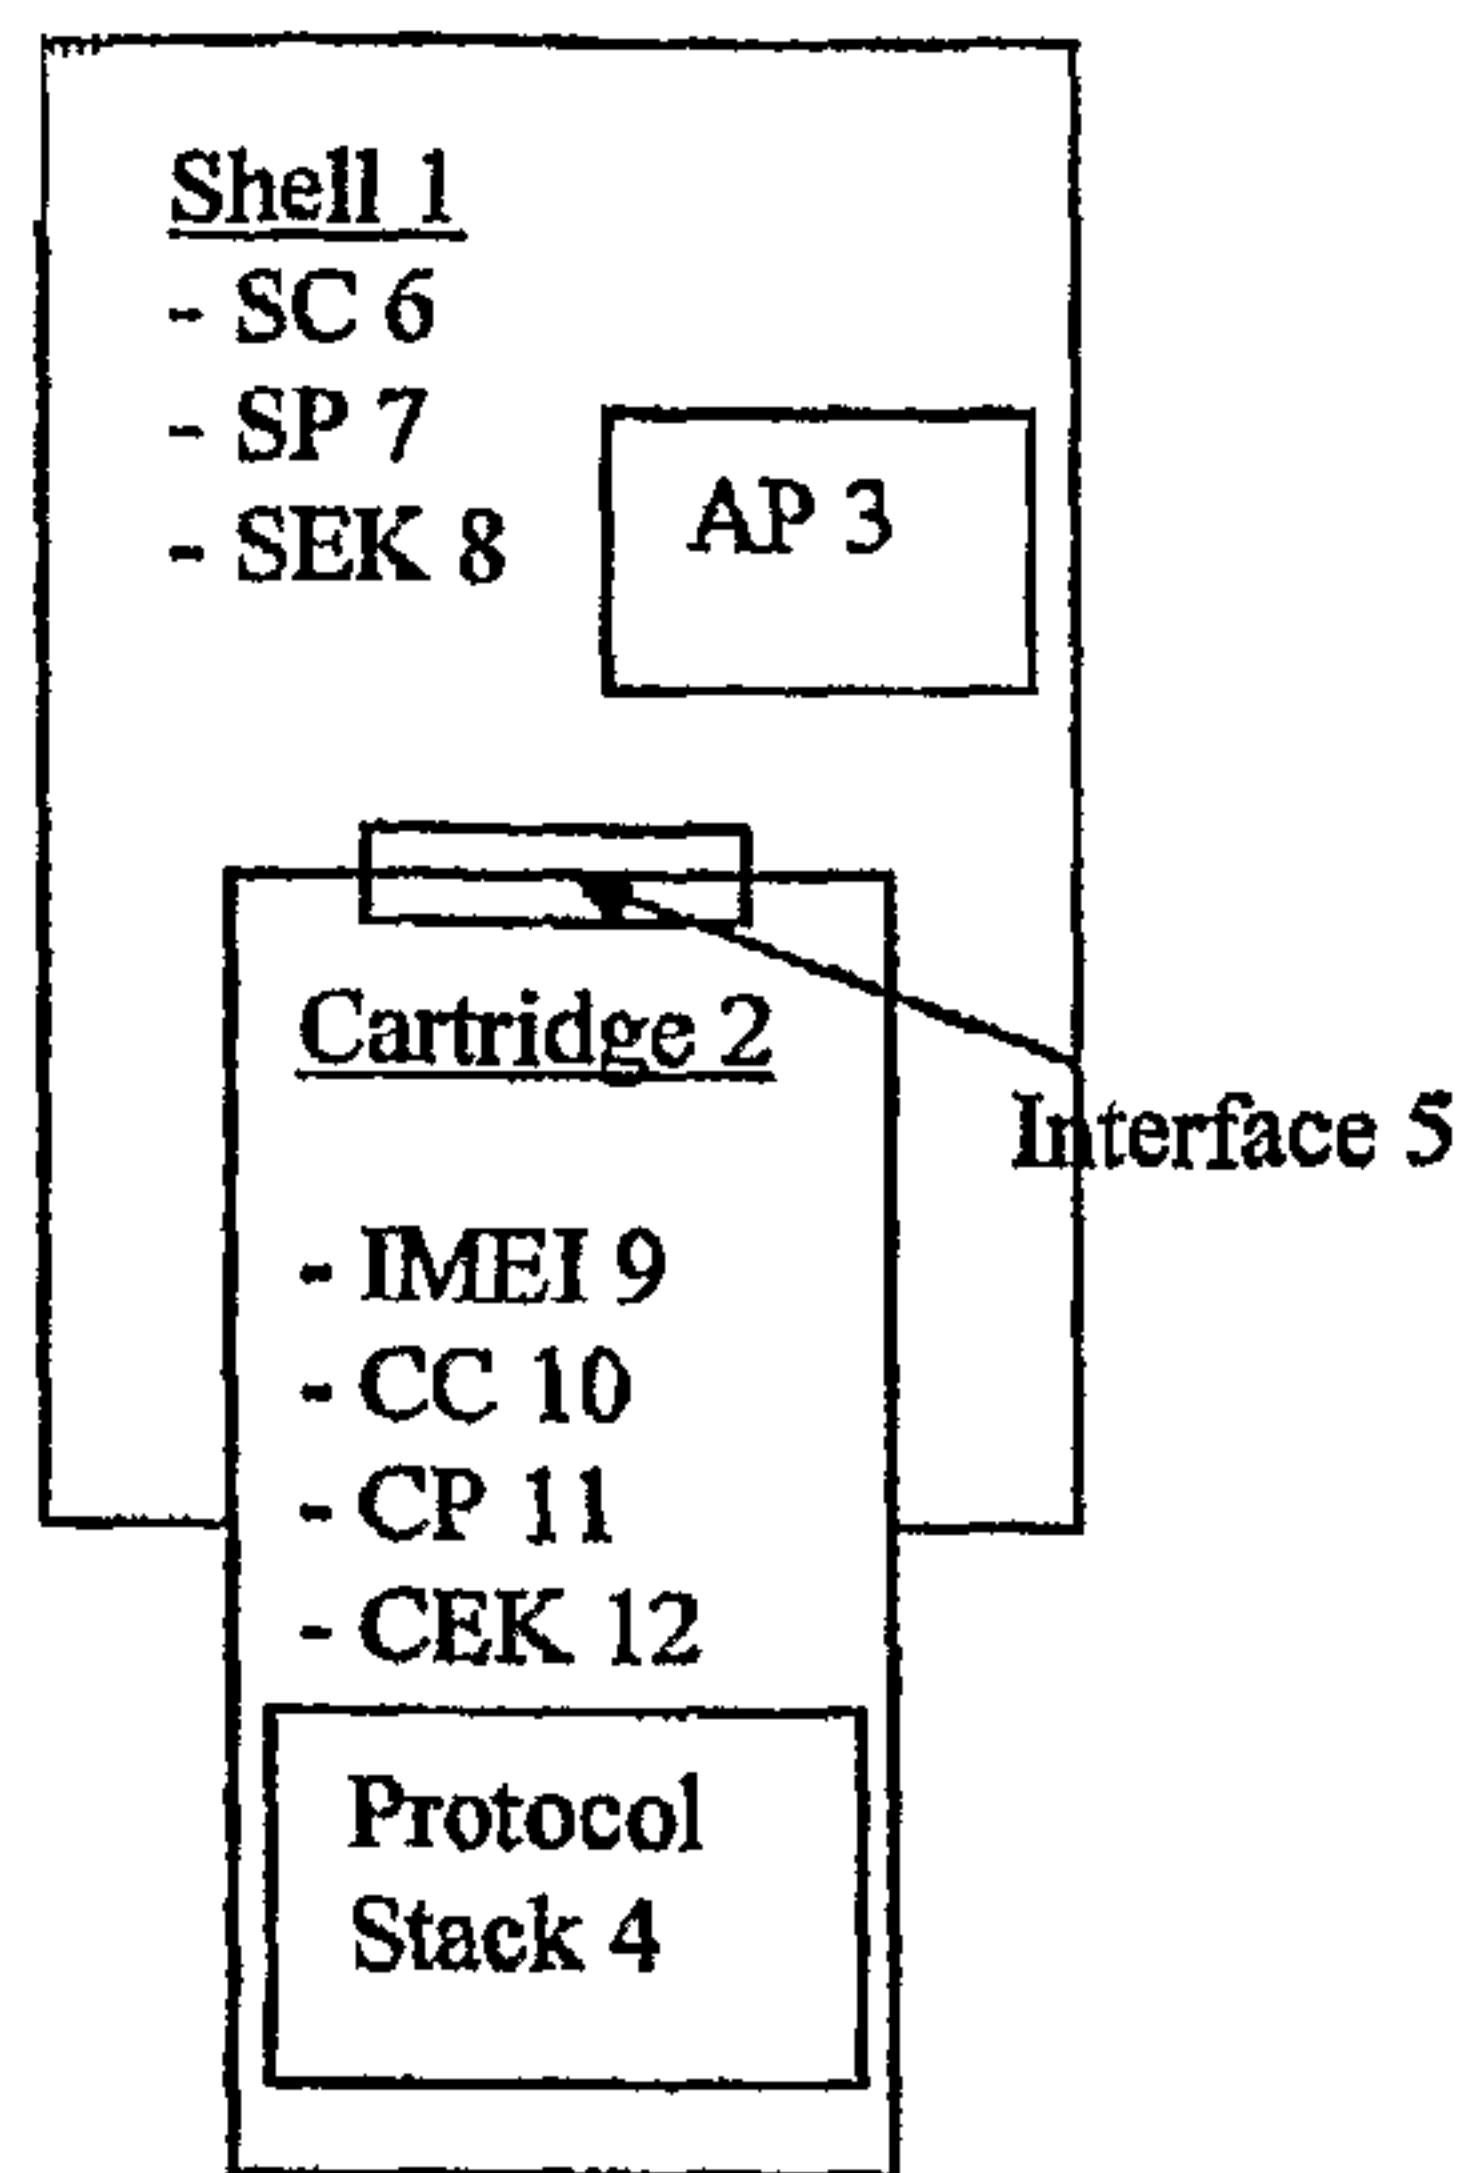 Shell 1
- SC 6
- SP 7
- SEK 8
AP 3
Cartridge 2
Interface 5
- IMEI 9
- CC 10
- CP 11
- CEK 12
Protocol
Stack 4